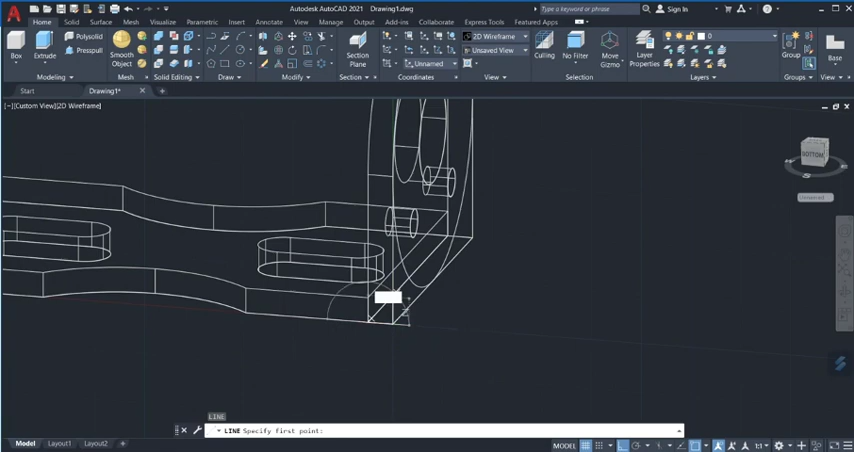 Autodesk AutoCAD 2021 Drawing1.dwg
Type a keyword or phrase
Sign In
Home Solid Surface Mesh Visualize Parametric Insert Annotate View Manage Output Add-ins Collaborate Express Tools Featured Apps
Box
Extrude
Polysolid
Presspull
Smooth
Object
Section
Plane
2D Wireframe
Unsaved View
Unnamed
Culling
No Filter
Move
Gizmo
Layer
Properties
0
Group
Base
Modeling Mesh Solid Editing Draw Modify Section Coordinates View Selection Layers Groups View
Start Drawing1*
[−][Custom View][2D Wireframe]
BOTTOM
Unnamed
LINE
LINE Specify first point:
Model Layout1 Layout2 +
MODEL
1:1